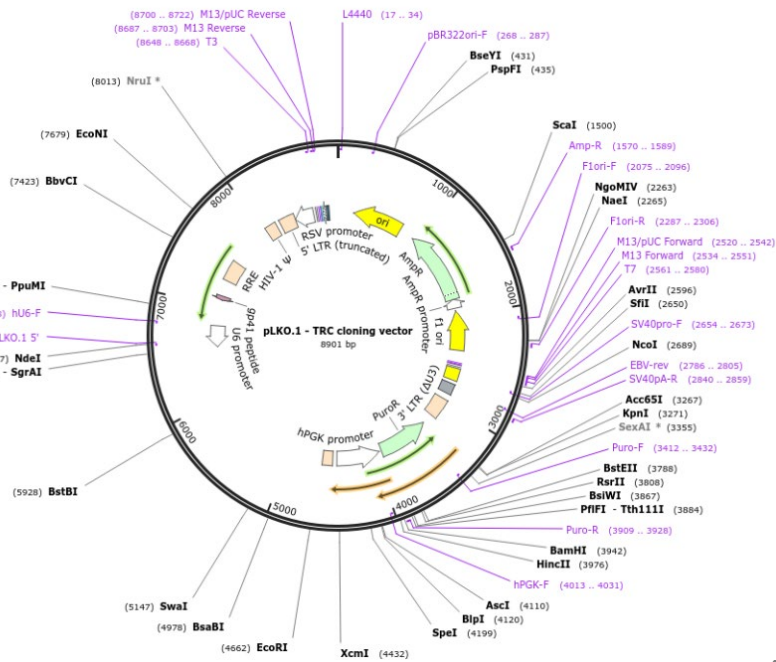 (8700 .. 8722) M13/pUC Reverse
(8687 .. 8703) M13 Reverse
(8648 .. 8668) T3
L4440 (17 .. 34)
pBR322ori-F (268 .. 287)
BseYI (431)
PspFI (435)
ScaI (1500)
Amp-R (1570 .. 1589)
F1ori-F (2075 .. 2096)
NgoMIV (2263)
NaeI (2265)
F1ori-R (2287 .. 2306)
M13/pUC Forward (2520 .. 2542)
M13 Forward (2534 .. 2551)
T7 (2561 .. 2580)
AvrII (2596)
SfiI (2650)
SV40pro-F (2654 .. 2673)
NcoI (2689)
EBV-rev (2786 .. 2805)
SV40pA-R (2840 .. 2859)
Acc65I (3267)
KpnI (3271)
SexAI * (3355)
Puro-F (3412 .. 3432)
BstEII (3788)
RsrII (3808)
BsiWI (3867)
PflFI - Tth111I (3884)
Puro-R (3909 .. 3928)
BamHI (3942)
HincII (3976)
hPGK-F (4013 .. 4031)
AscI (4110)
BlpI (4120)
SpeI (4199)
XcmI (4432)
(4662) EcoRI
(4978) BsaBI
(5147) SwaI
(5928) BstBI
- SgrAI
7) NdeI
LKO.1 5'
) hU6-F
- PpuMI
(7423) BbvCI
(7679) EcoNI
(8013) NruI *
1000
2000
3000
4000
5000
6000
7000
8000
ori
AmpR
AmpR promoter
f1 ori
3' LTR (ΔU3)
PuroR
hPGK promoter
U6 promoter
gp41 peptide
RRE
HIV-1 Ψ
5' LTR (truncated)
RSV promoter
pLKO.1 - TRC cloning vector
8901 bp